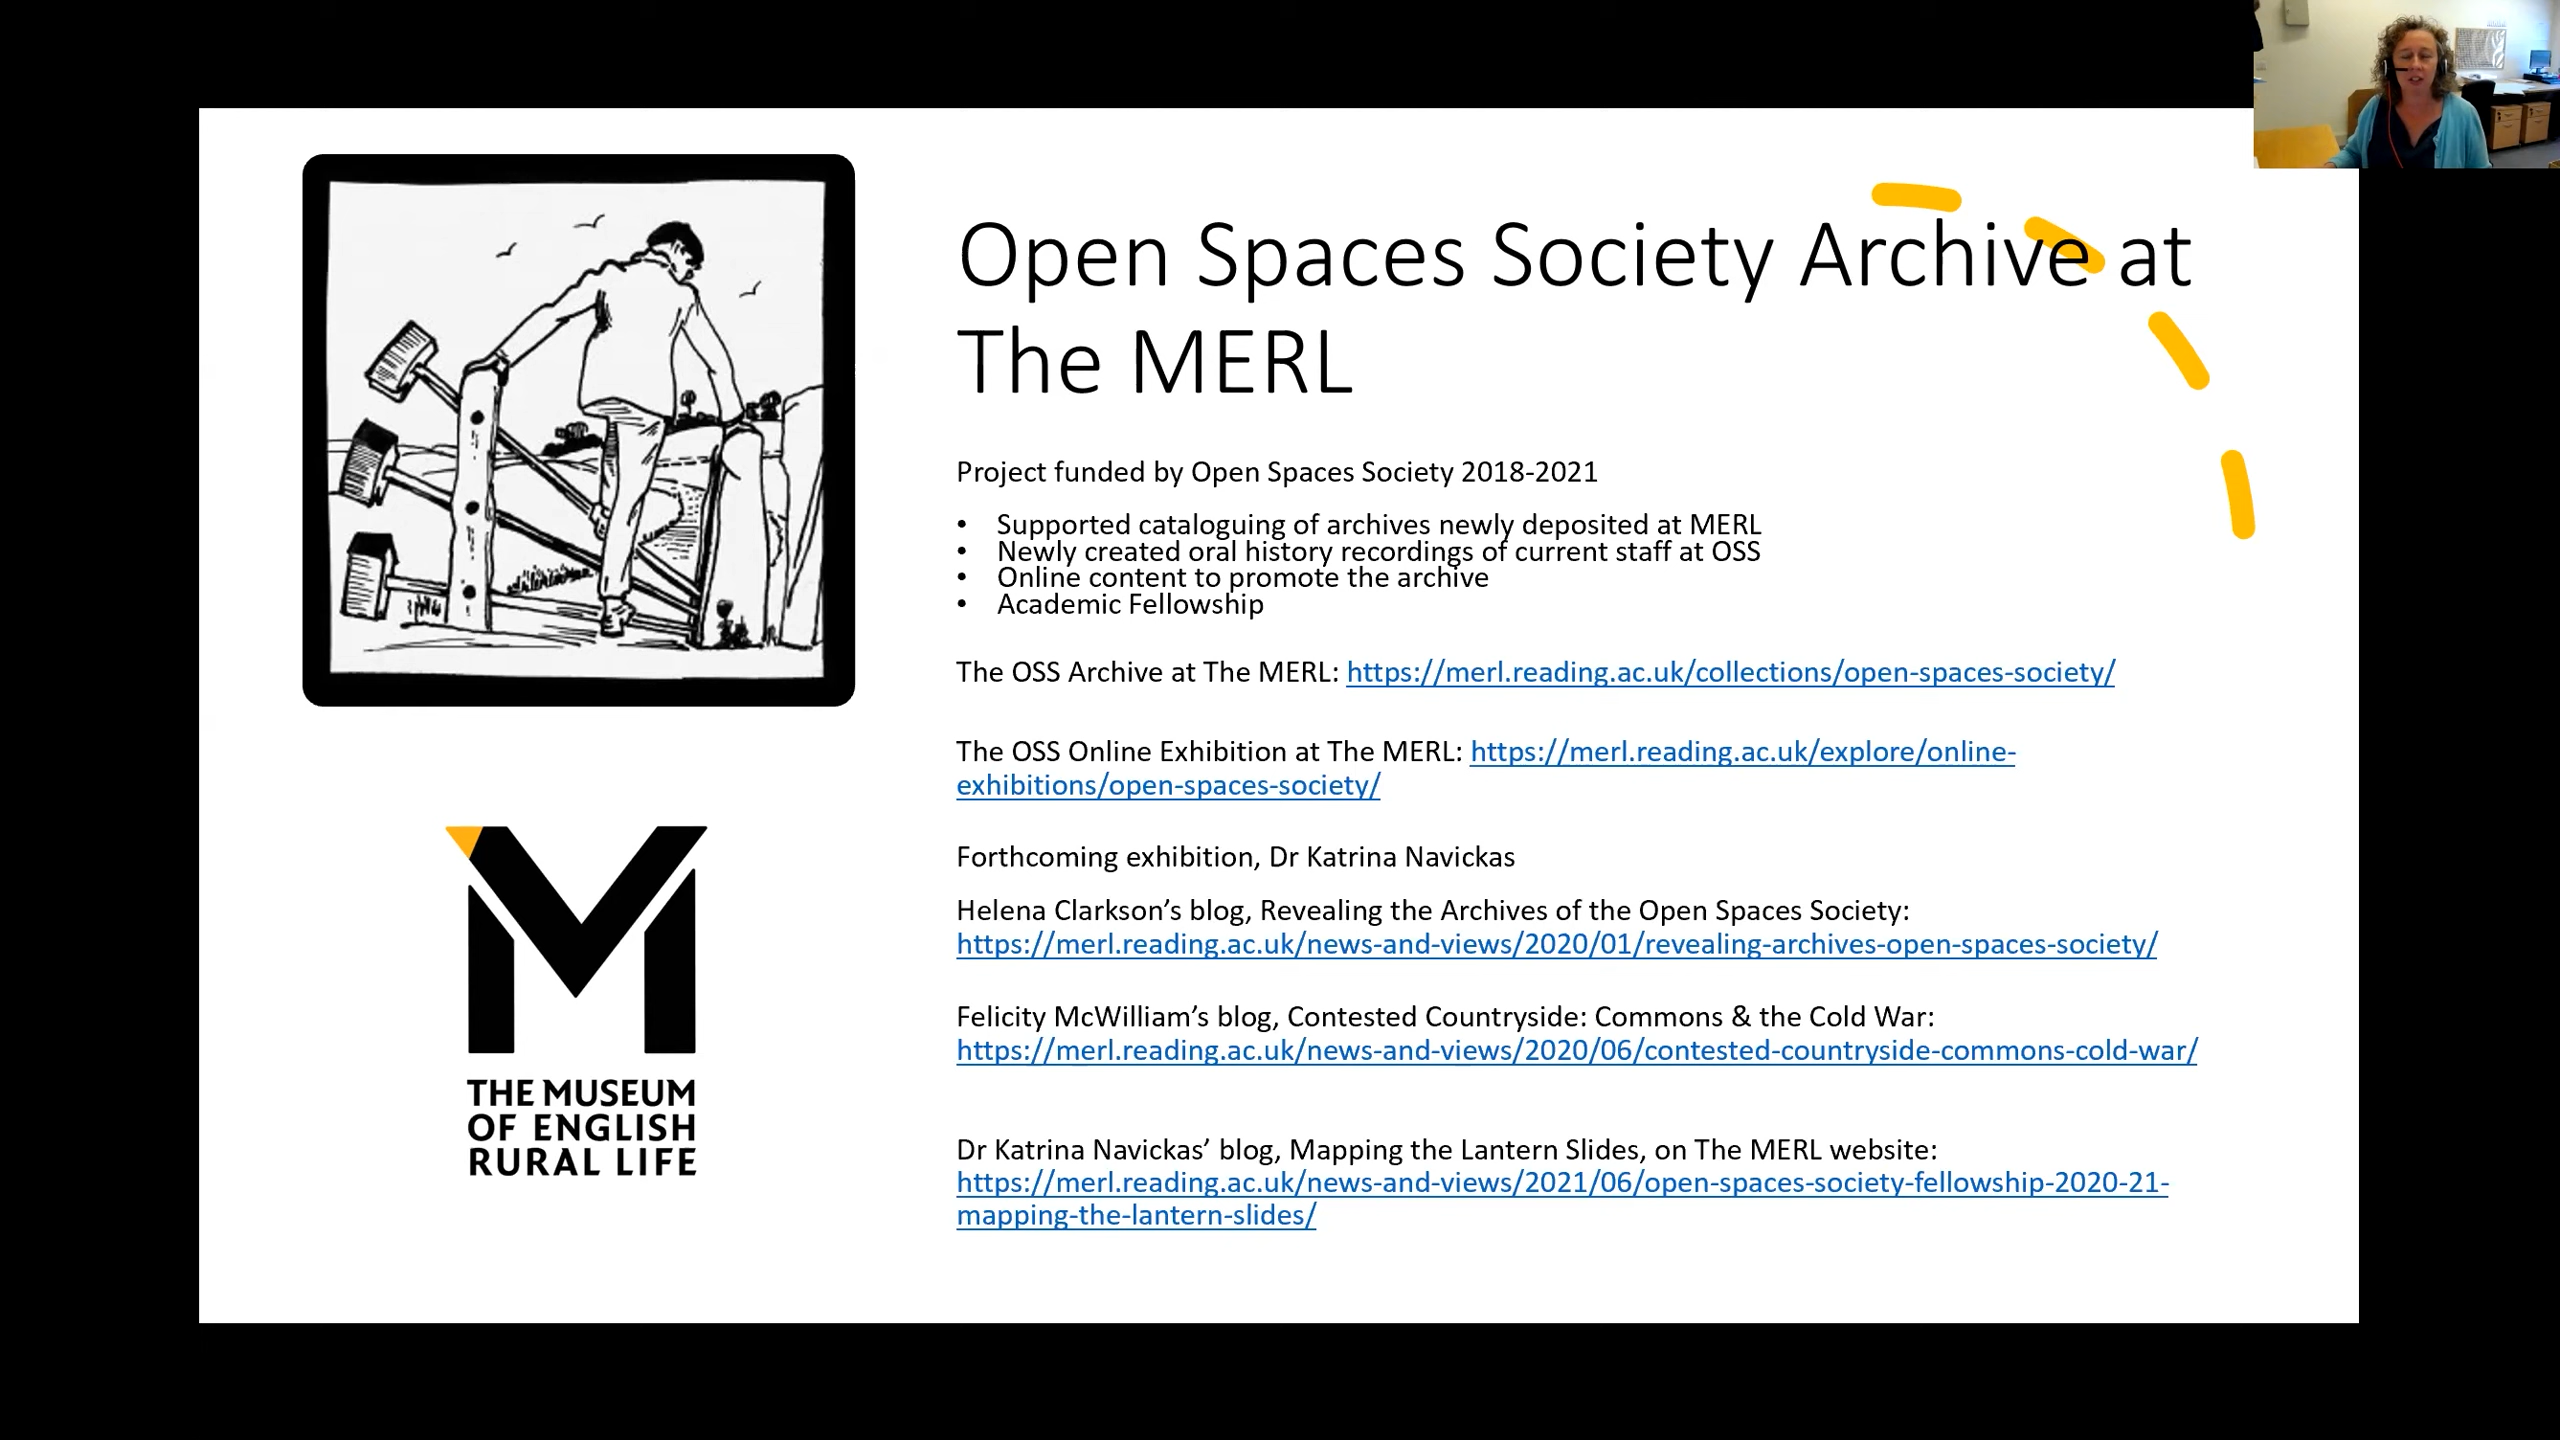 Open Spaces Society Archive at
The MERL
Project funded by Open Spaces Society 2018-2021
• Supported cataloguing of archives newly deposited at MERL
• Newly created oral history recordings of current staff at OSS
• Online content to promote the archive
• Academic Fellowship
The OSS Archive at The MERL: https://merl.reading.ac.uk/collections/open-spaces-society/
The OSS Online Exhibition at The MERL: https://merl.reading.ac.uk/explore/online-
exhibitions/open-spaces-society/
Forthcoming exhibition, Dr Katrina Navickas
Helena Clarkson’s blog, Revealing the Archives of the Open Spaces Society:
https://merl.reading.ac.uk/news-and-views/2020/01/revealing-archives-open-spaces-society/
Felicity McWilliam’s blog, Contested Countryside: Commons & the Cold War:
https://merl.reading.ac.uk/news-and-views/2020/06/contested-countryside-commons-cold-war/
Dr Katrina Navickas’ blog, Mapping the Lantern Slides, on The MERL website:
https://merl.reading.ac.uk/news-and-views/2021/06/open-spaces-society-fellowship-2020-21-
mapping-the-lantern-slides/
M
THE MUSEUM
OF ENGLISH
RURAL LIFE